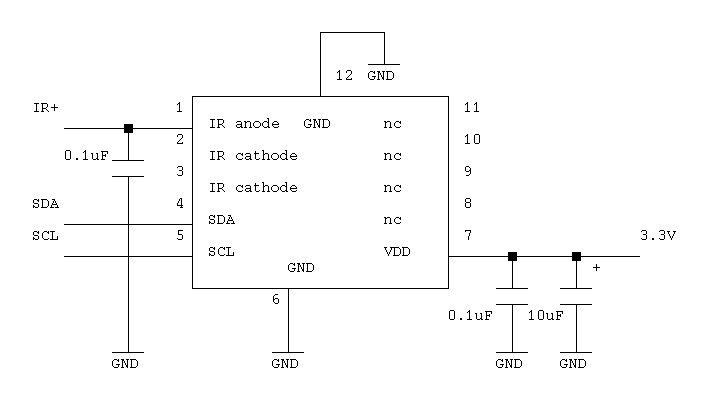 12 GND
IR+ 1 11
IR anode GND nc
2 10
0.1uF IR cathode nc
3 9
IR cathode nc
SDA 4 8
SDA nc
SCL 5 7 3.3V
SCL VDD
GND +
6
0.1uF 10uF
GND GND GND GND